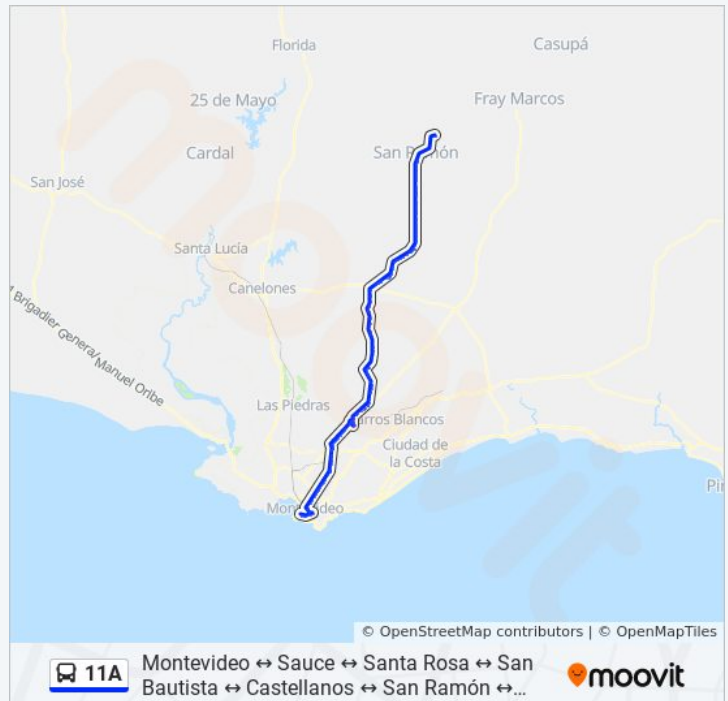 Florida
Casupá
25 de Mayo
Fray Marcos
Cardal
San Ramón
San José
Santa Lucía
Canelones
Brigadier General Manuel Oribe
Las Piedras
Barros Blancos
Ciudad de
la Costa
Montevideo
moovit
© OpenStreetMap contributors | © OpenMapTiles
11A
Montevideo ↔ Sauce ↔ Santa Rosa ↔ San
Bautista ↔ Castellanos ↔ San Ramón ↔...
moovit